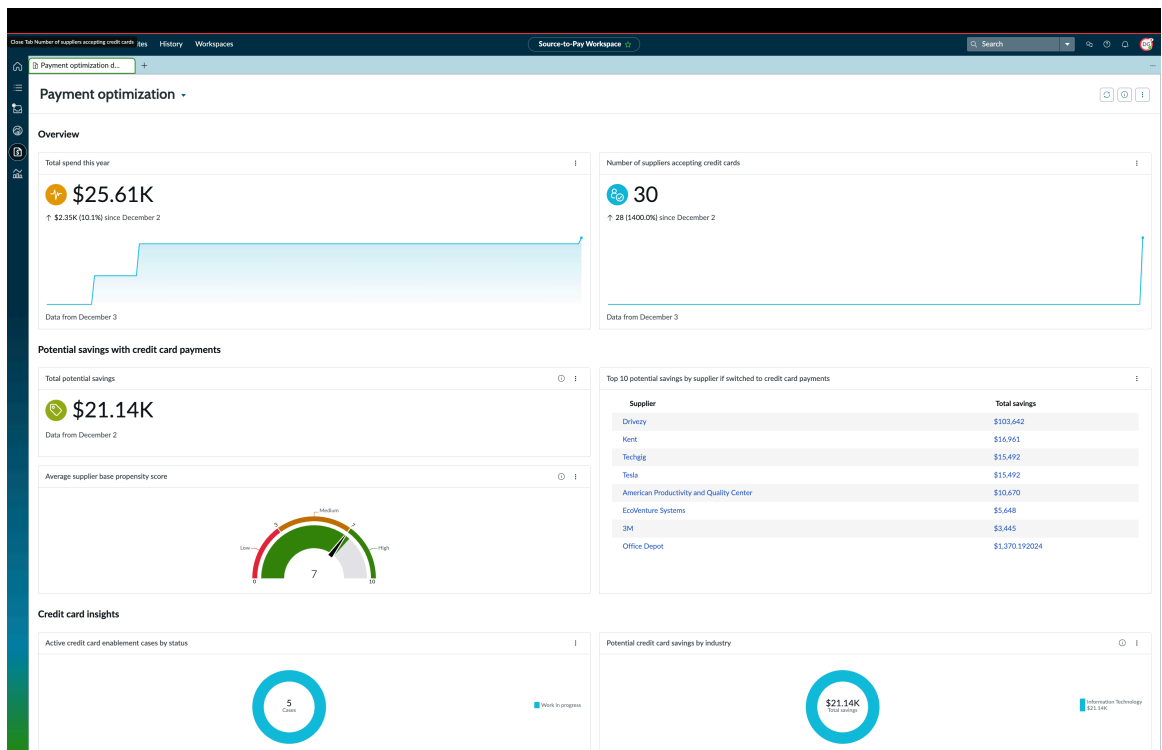 Close Tab Number of suppliers accepting credit cards
ites History Workspaces
Source-to-Pay Workspace ☆
Search
DG
Payment optimization d...
+
Payment optimization
Overview
Total spend this year
$25.61K
↑ $2.35K (10.1%) since December 2
Data from December 3
Number of suppliers accepting credit cards
30
↑ 28 (1400.0%) since December 2
Data from December 3
Potential savings with credit card payments
Total potential savings
$21.14K
Data from December 2
Average supplier base propensity score
Medium
5 7
Low High
7
0 10
Top 10 potential savings by supplier if switched to credit card payments
Supplier Total savings
Drivezy $103,642
Kent $16,961
Techgig $15,492
Tesla $15,492
American Productivity and Quality Center $10,670
EcoVenture Systems $5,648
3M $3,445
Office Depot $1,370.192024
Credit card insights
Active credit card enablement cases by status
5
Cases
Work in progress
Potential credit card savings by industry
$21.14K
Total savings
Information Technology
$21.14K